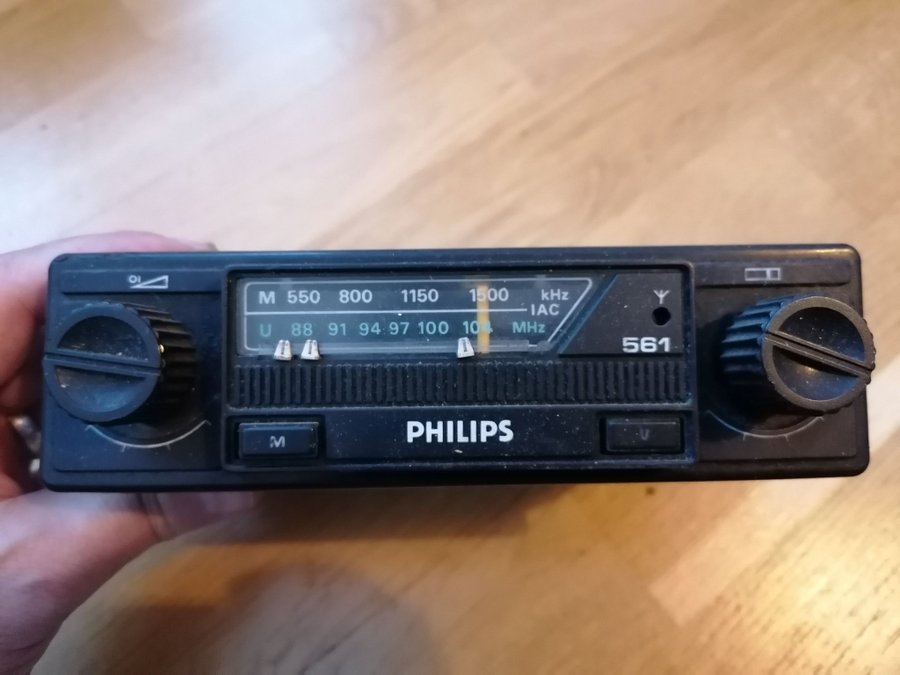 M 550 800 1150 1500 kHz
IAC
U 88 91 94 97 100 104 MHz
561
M PHILIPS U